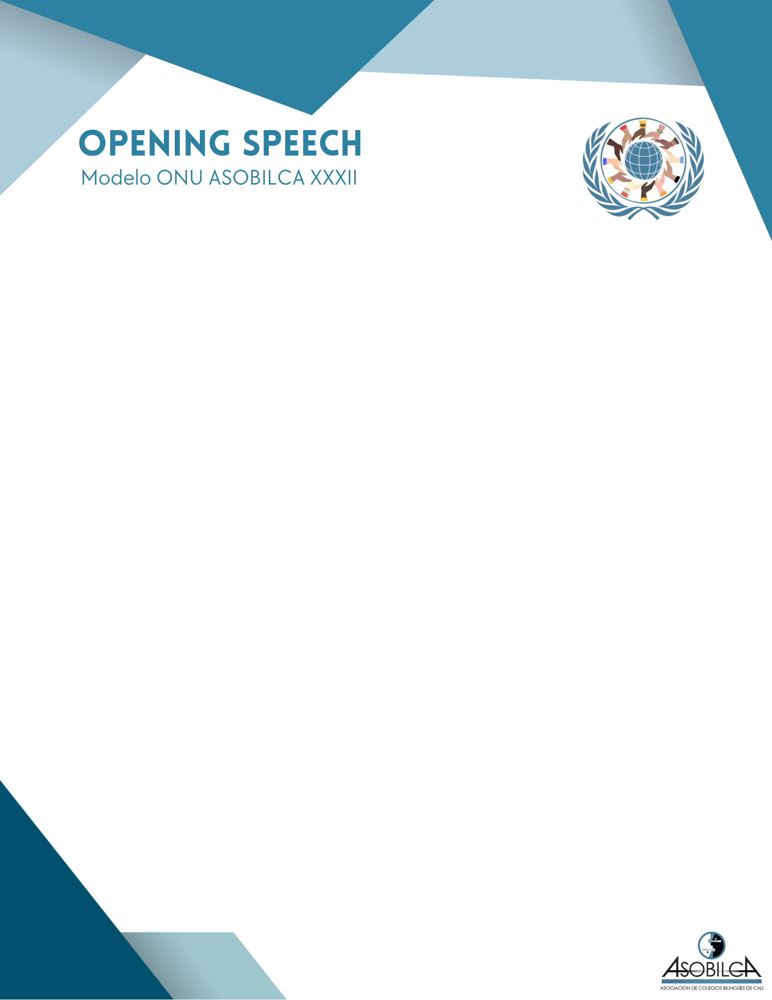 OPENING SPEECH
Modelo ONU ASOBILCA XXXII
ASOBILCA
ASOCIACIÓN DE COLEGIOS BILINGÜES DE CALI